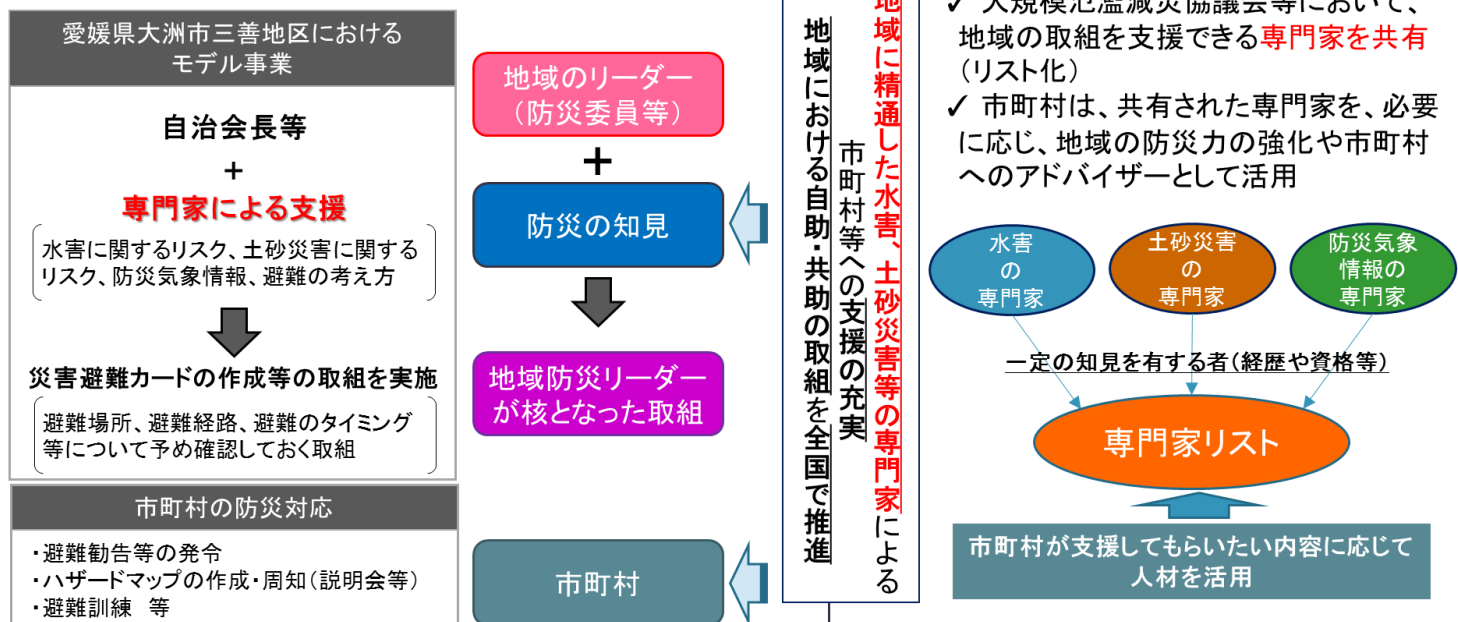 愛媛県大洲市三善地区における
モデル事業
自治会長等
+
専門家による支援
水害に関するリスク、土砂災害に関する
リスク、防災気象情報、避難の考え方
災害避難カードの作成等の取組を実施
避難場所、避難経路、避難のタイミング
等について予め確認しておく取組
市町村の防災対応
・避難勧告等の発令
・ハザードマップの作成・周知(説明会等)
・避難訓練 等
地域のリーダー
(防災委員等)
+
防災の知見
地域防災リーダー
が核となった取組
市町村
地域に精通した水害、土砂災害等の専門家による
市町村等への支援の充実
地域における自助・共助の取組を全国で推進
✓ 大規模氾濫減災協議会等において、
地域の取組を支援できる専門家を共有
(リスト化)
✓ 市町村は、共有された専門家を、必要
に応じ、地域の防災力の強化や市町村
へのアドバイザーとして活用
水害
の
専門家
土砂災害
の
専門家
防災気象
情報の
専門家
一定の知見を有する者(経歴や資格等)
専門家リスト
市町村が支援してもらいたい内容に応じて
人材を活用